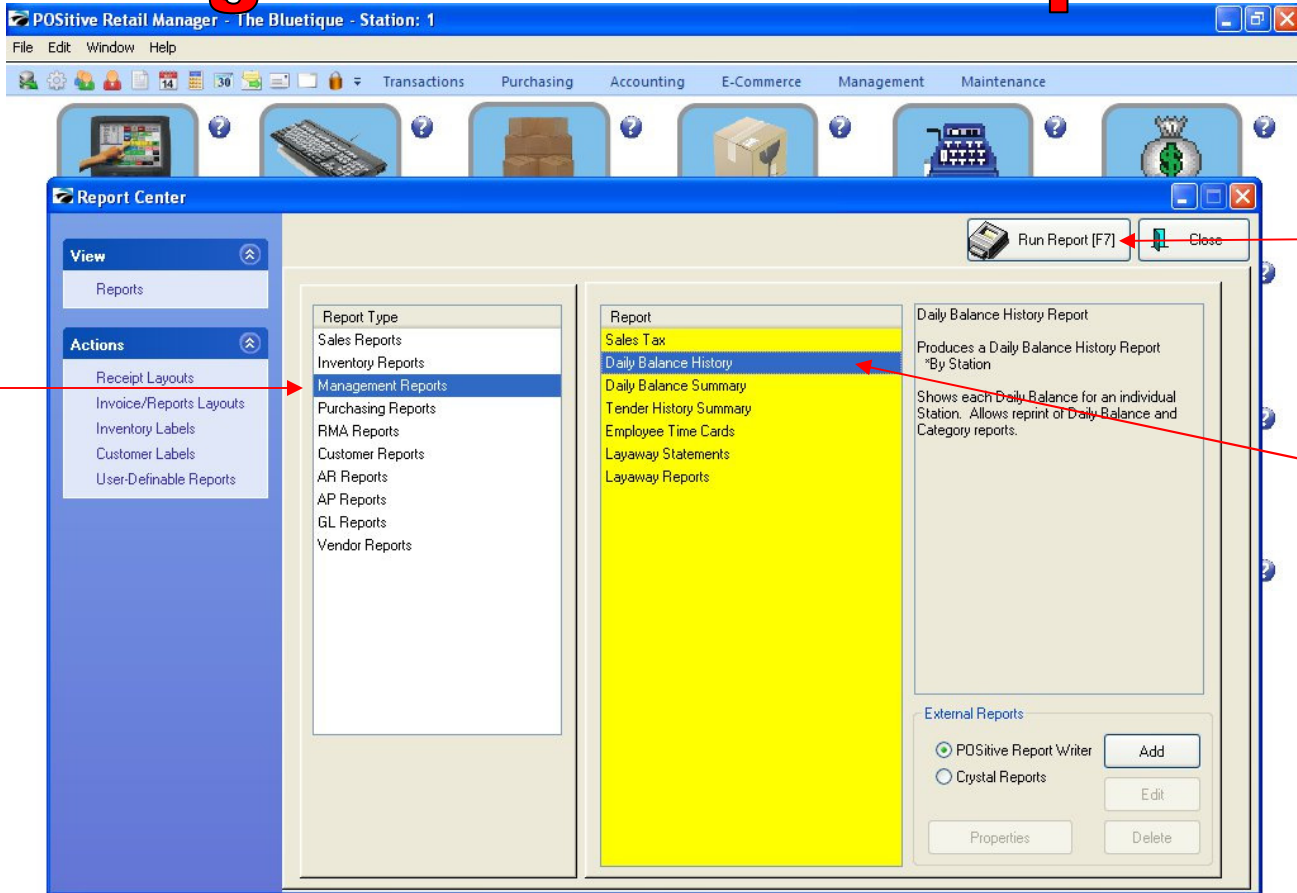 POSitive Retail Manager - The Bluetique - Station: 1
File Edit Window Help
14 30 Transactions Purchasing Accounting E-Commerce Management Maintenance
? ? ? ? ? ?
$
Report Center
Run Report [F7] Close
View
Reports
Actions
Receipt Layouts
Invoice/Reports Layouts
Inventory Labels
Customer Labels
User-Definable Reports
Report Type
Sales Reports
Inventory Reports
Management Reports
Purchasing Reports
RMA Reports
Customer Reports
AR Reports
AP Reports
GL Reports
Vendor Reports
Report
Sales Tax
Daily Balance History
Daily Balance Summary
Tender History Summary
Employee Time Cards
Layaway Statements
Layaway Reports
Daily Balance History Report
Produces a Daily Balance History Report
*By Station
Shows each Daily Balance for an individual
Station. Allows reprint of Daily Balance and
Category reports.
External Reports
POSitive Report Writer
Crystal Reports
Add
Edit
Properties
Delete